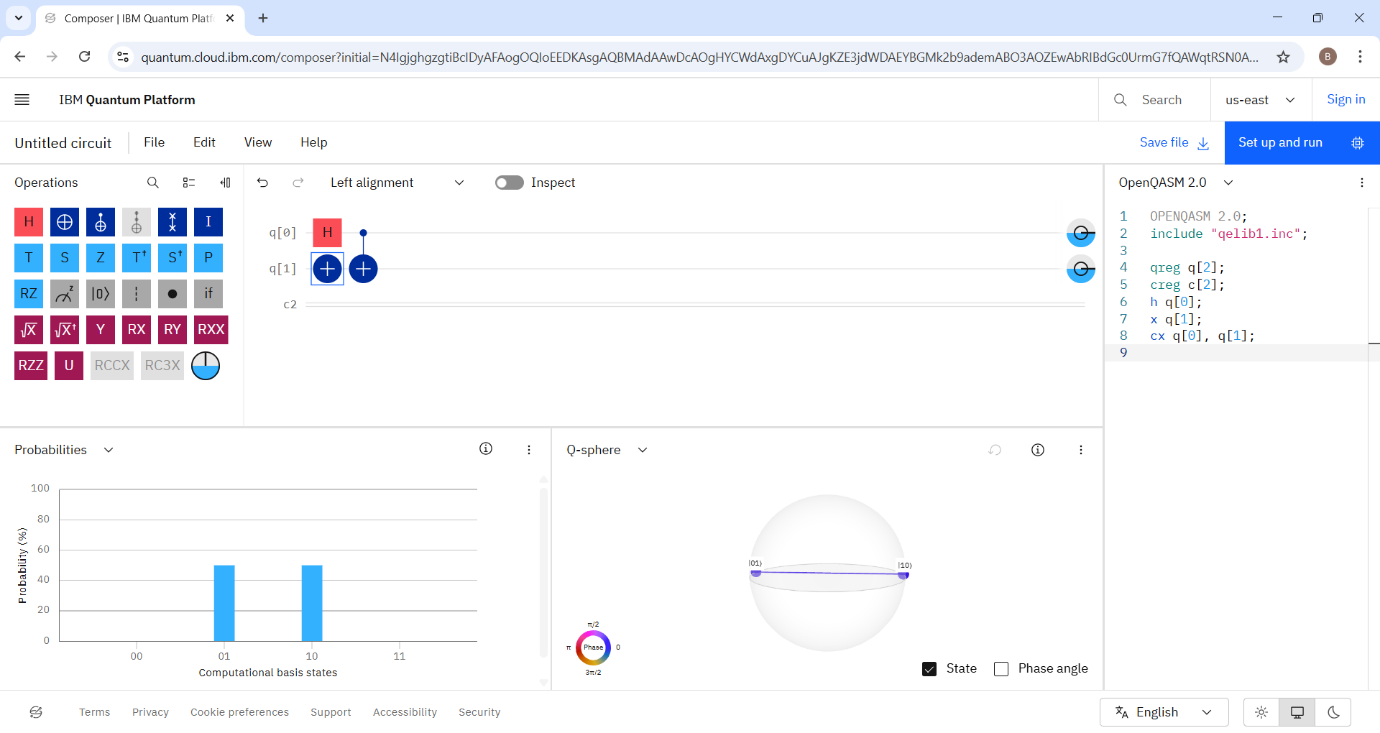 Composer | IBM Quantum Platf
quantum.cloud.ibm.com/composer?initial=N4IgjghgzgtiBcIDyAFAogOQIoEEDKAsgAQBMAdAAwDcAOgHYCWdAxgDYCuAJgKZE3jdWDAEYBGMk2b9ademABO3AOZEwAbRIBdGc0UrmG7fQAWqtRSN0A...
B
IBM Quantum Platform
Search
us-east
Sign in
Untitled circuit
File
Edit
View
Help
Save file
Set up and run
Operations
Left alignment
Inspect
OpenQASM 2.0
H
I
T S Z T† S† P
RZ z |0⟩ if
√X √X† Y RX RY RXX
RZZ U RCCX RC3X
q[0] H
q[1]
c2
1 OPENQASM 2.0;
2 include "qelib1.inc";
3
4 qreg q[2];
5 creg c[2];
6 h q[0];
7 x q[1];
8 cx q[0], q[1];
9
Probabilities
100
80
60
40
20
0
Probability (%)
00 01 10 11
Computational basis states
Q-sphere
|01⟩
|10⟩
π/2
π Phase 0
3π/2
State
Phase angle
Terms
Privacy
Cookie preferences
Support
Accessibility
Security
English